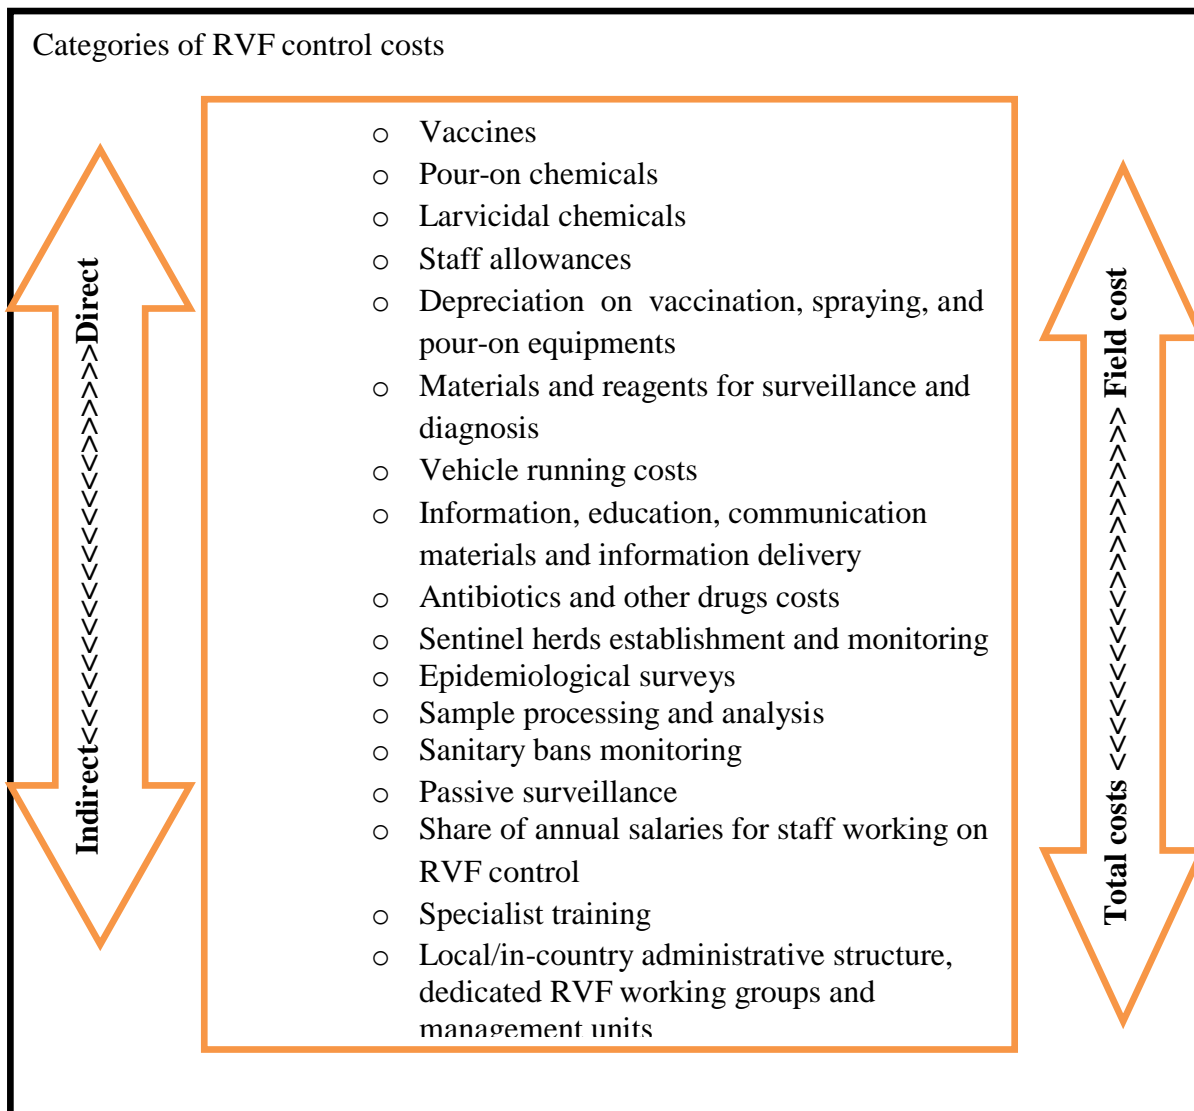 Categories of RVF control costs
o Vaccines
o Pour-on chemicals
o Larvicidal chemicals
o Staff allowances
o Depreciation on vaccination, spraying, and
pour-on equipments
o Materials and reagents for surveillance and
diagnosis
o Vehicle running costs
o Information, education, communication
materials and information delivery
o Antibiotics and other drugs costs
o Sentinel herds establishment and monitoring
o Epidemiological surveys
o Sample processing and analysis
o Sanitary bans monitoring
o Passive surveillance
o Share of annual salaries for staff working on
RVF control
o Specialist training
o Local/in-country administrative structure,
dedicated RVF working groups and
management units
Indirect<<<<<<<<<<<<<<>>>>>>Direct
Total costs <<<<<<<<<<<>>>>>>>>>> Field cost